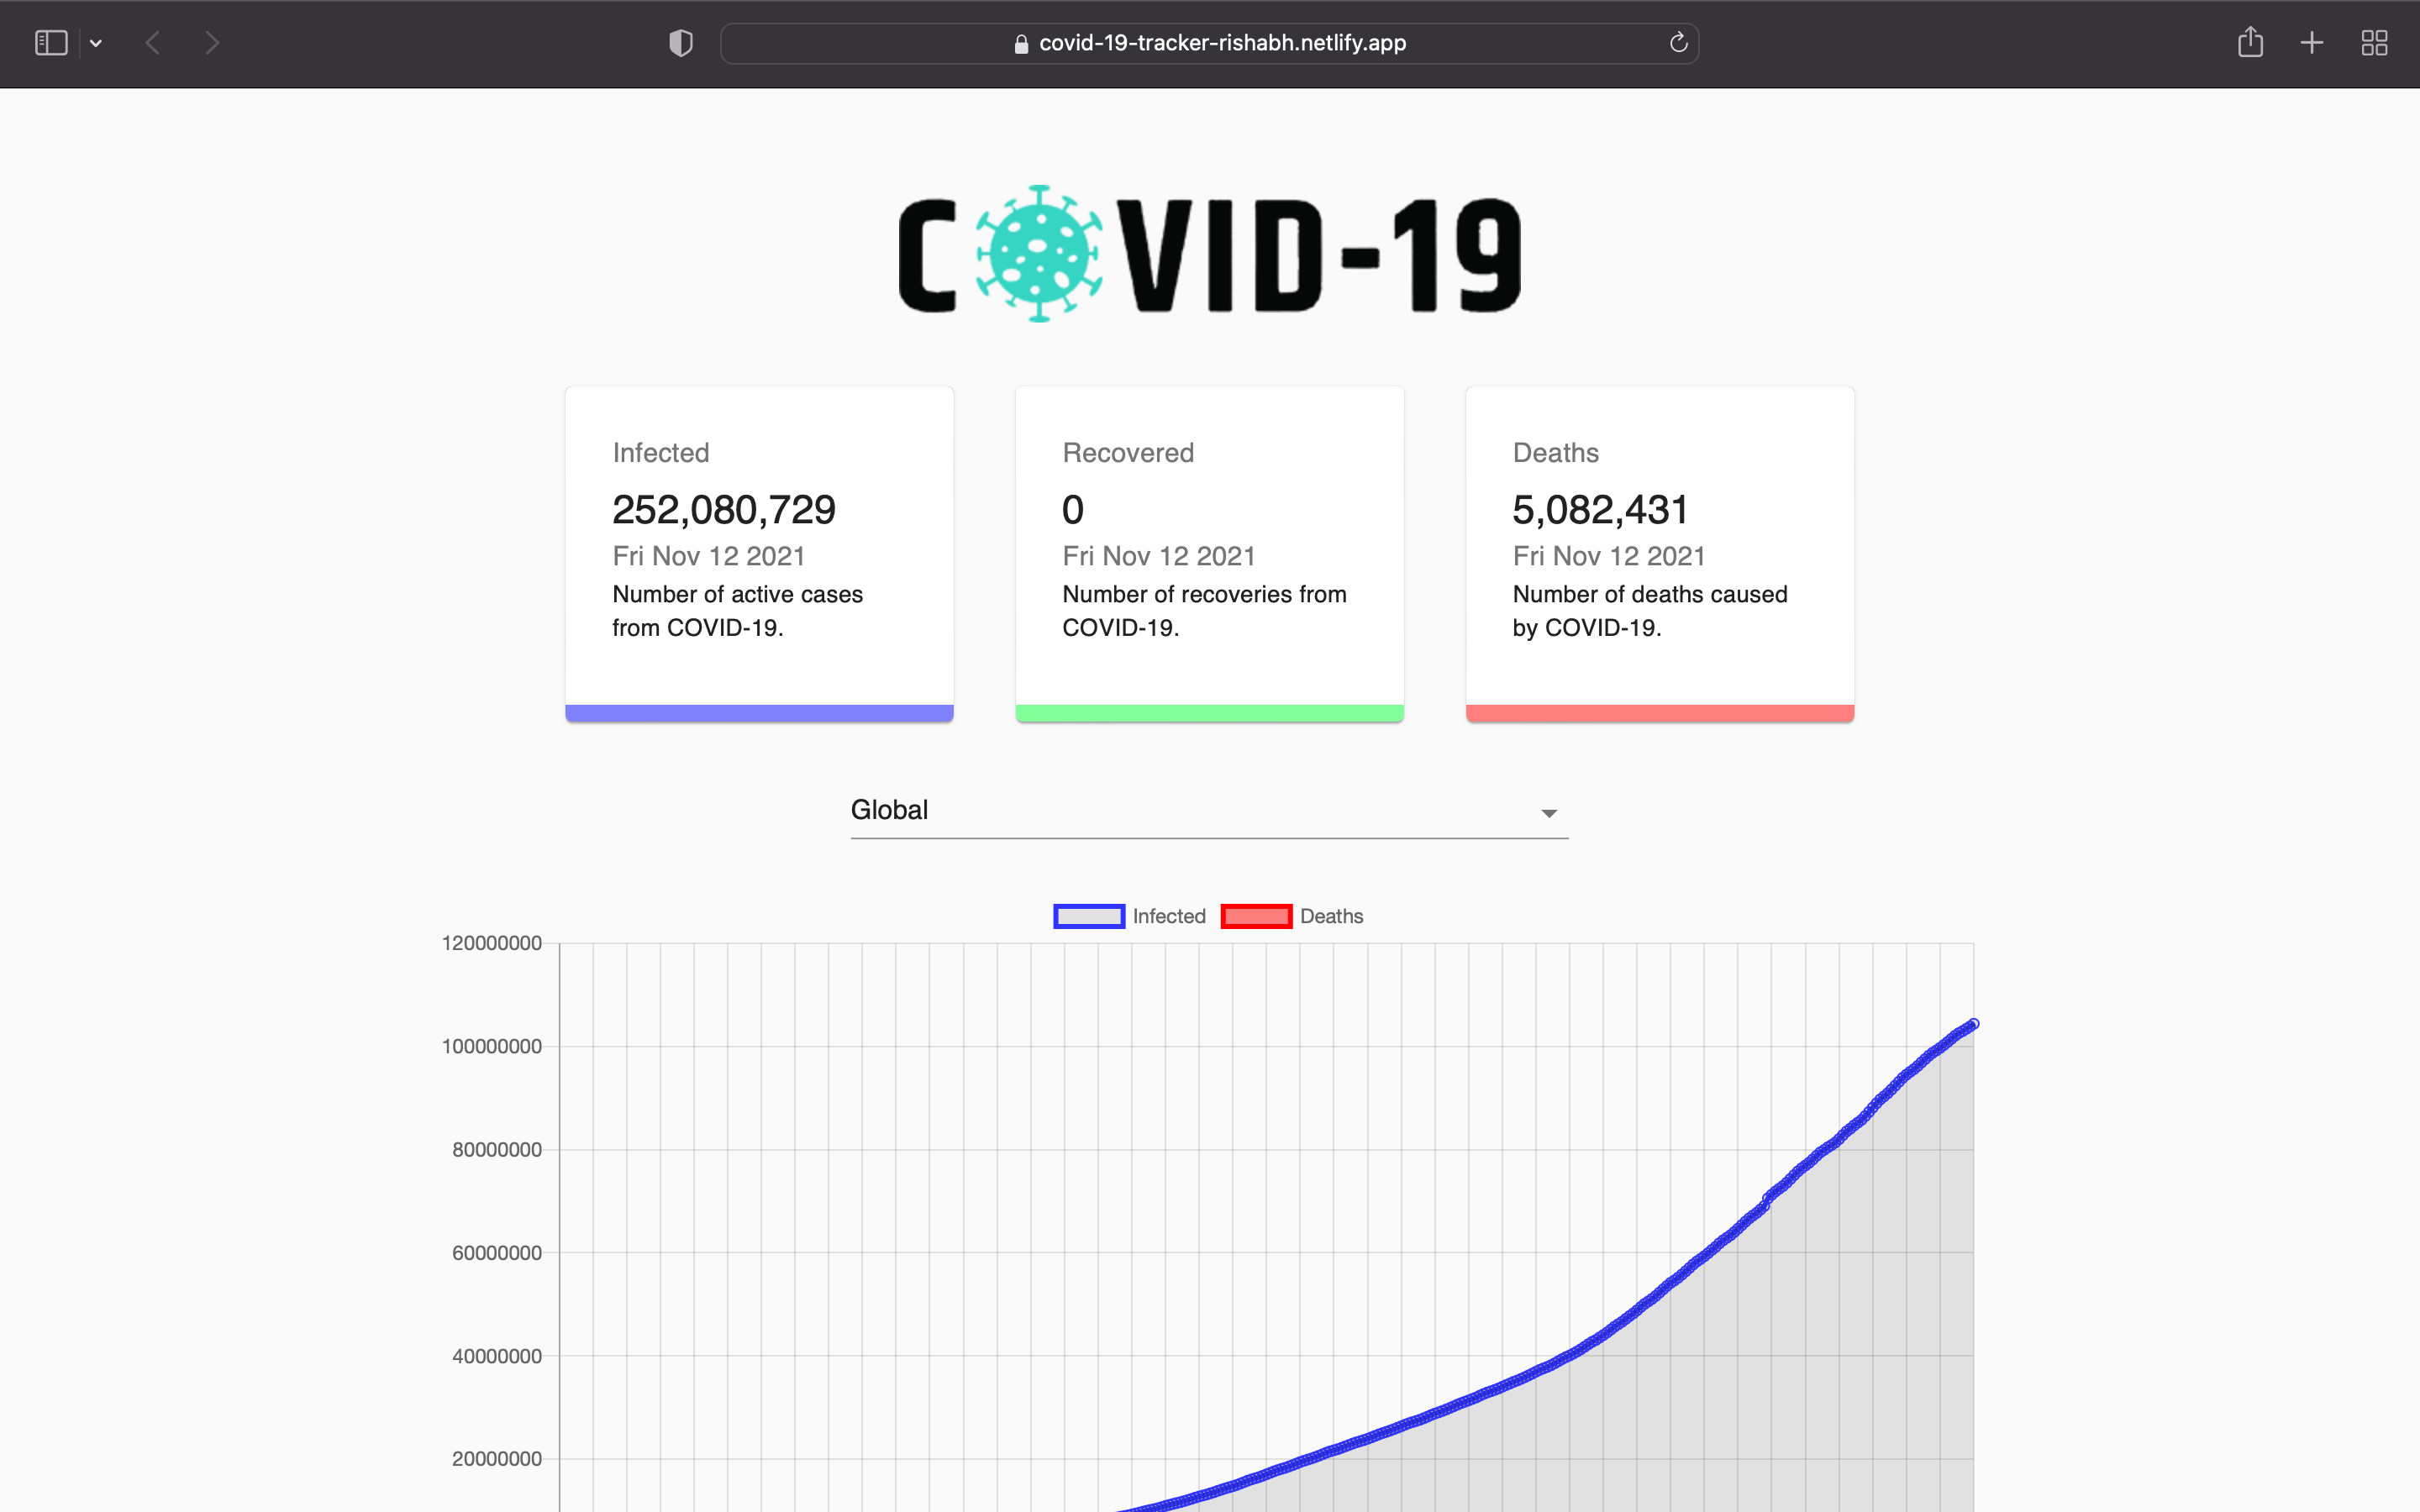 covid-19-tracker-rishabh.netlify.app
COVID-19
Infected
252,080,729
Fri Nov 12 2021
Number of active cases
from COVID-19.
Recovered
0
Fri Nov 12 2021
Number of recoveries from
COVID-19.
Deaths
5,082,431
Fri Nov 12 2021
Number of deaths caused
by COVID-19.
Global
Infected Deaths
120000000
100000000
80000000
60000000
40000000
20000000